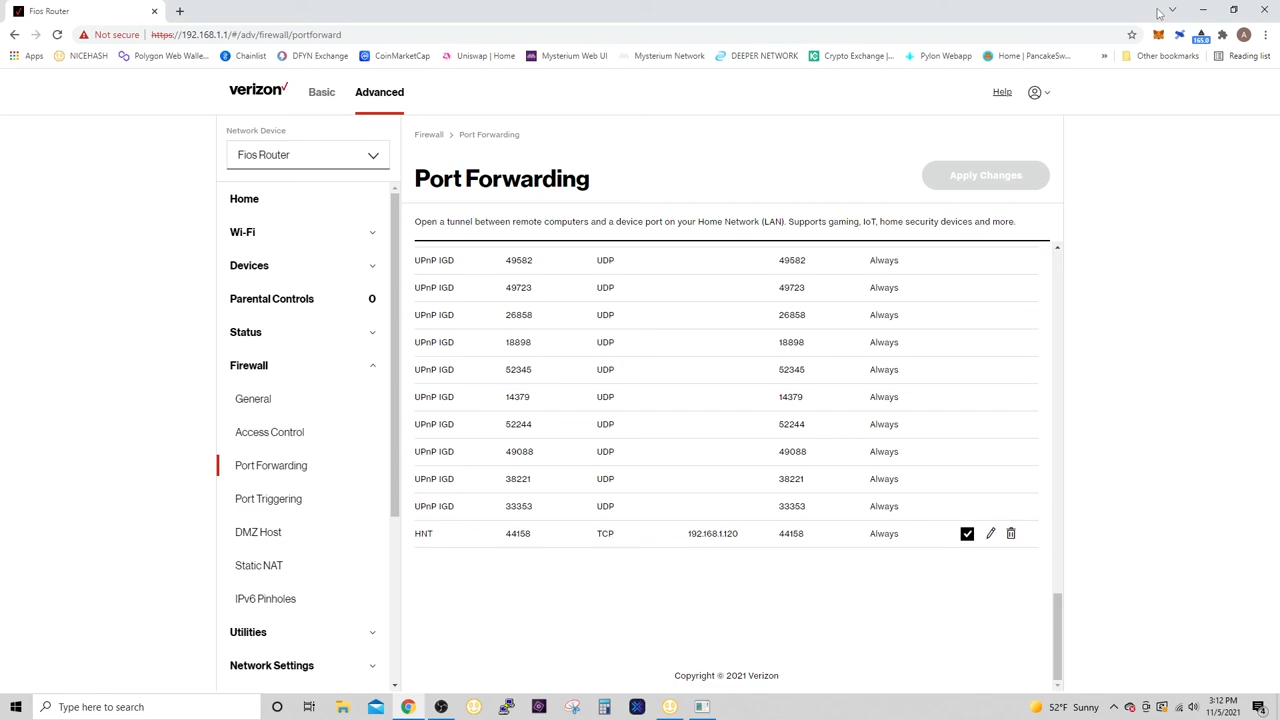 Fios Router
Not secure https://192.168.1.1/#/adv/firewall/portforward
165.0
A
Apps NICEHASH Polygon Web Walle... Chainlist DFYN Exchange CoinMarketCap Uniswap | Home Mysterium Web UI Mysterium Network DEEPER NETWORK Crypto Exchange |... Pylon Webapp Home | PancakeSw... » Other bookmarks Reading list
verizon Basic Advanced Help
Network Device
Fios Router
Home
Wi-Fi
Devices
Parental Controls 0
Status
Firewall
General
Access Control
Port Forwarding
Port Triggering
DMZ Host
Static NAT
IPv6 Pinholes
Utilities
Network Settings
Firewall > Port Forwarding
Port Forwarding
Apply Changes
Open a tunnel between remote computers and a device port on your Home Network (LAN). Supports gaming, IoT, home security devices and more.
UPnP IGD 49582 UDP 49582 Always
UPnP IGD 49723 UDP 49723 Always
UPnP IGD 26858 UDP 26858 Always
UPnP IGD 18898 UDP 18898 Always
UPnP IGD 52345 UDP 52345 Always
UPnP IGD 14379 UDP 14379 Always
UPnP IGD 52244 UDP 52244 Always
UPnP IGD 49088 UDP 49088 Always
UPnP IGD 38221 UDP 38221 Always
UPnP IGD 33353 UDP 33353 Always
HNT 44158 TCP 192.168.1.120 44158 Always
Copyright © 2021 Verizon
Type here to search
52°F Sunny
3:12 PM
11/5/2021
4